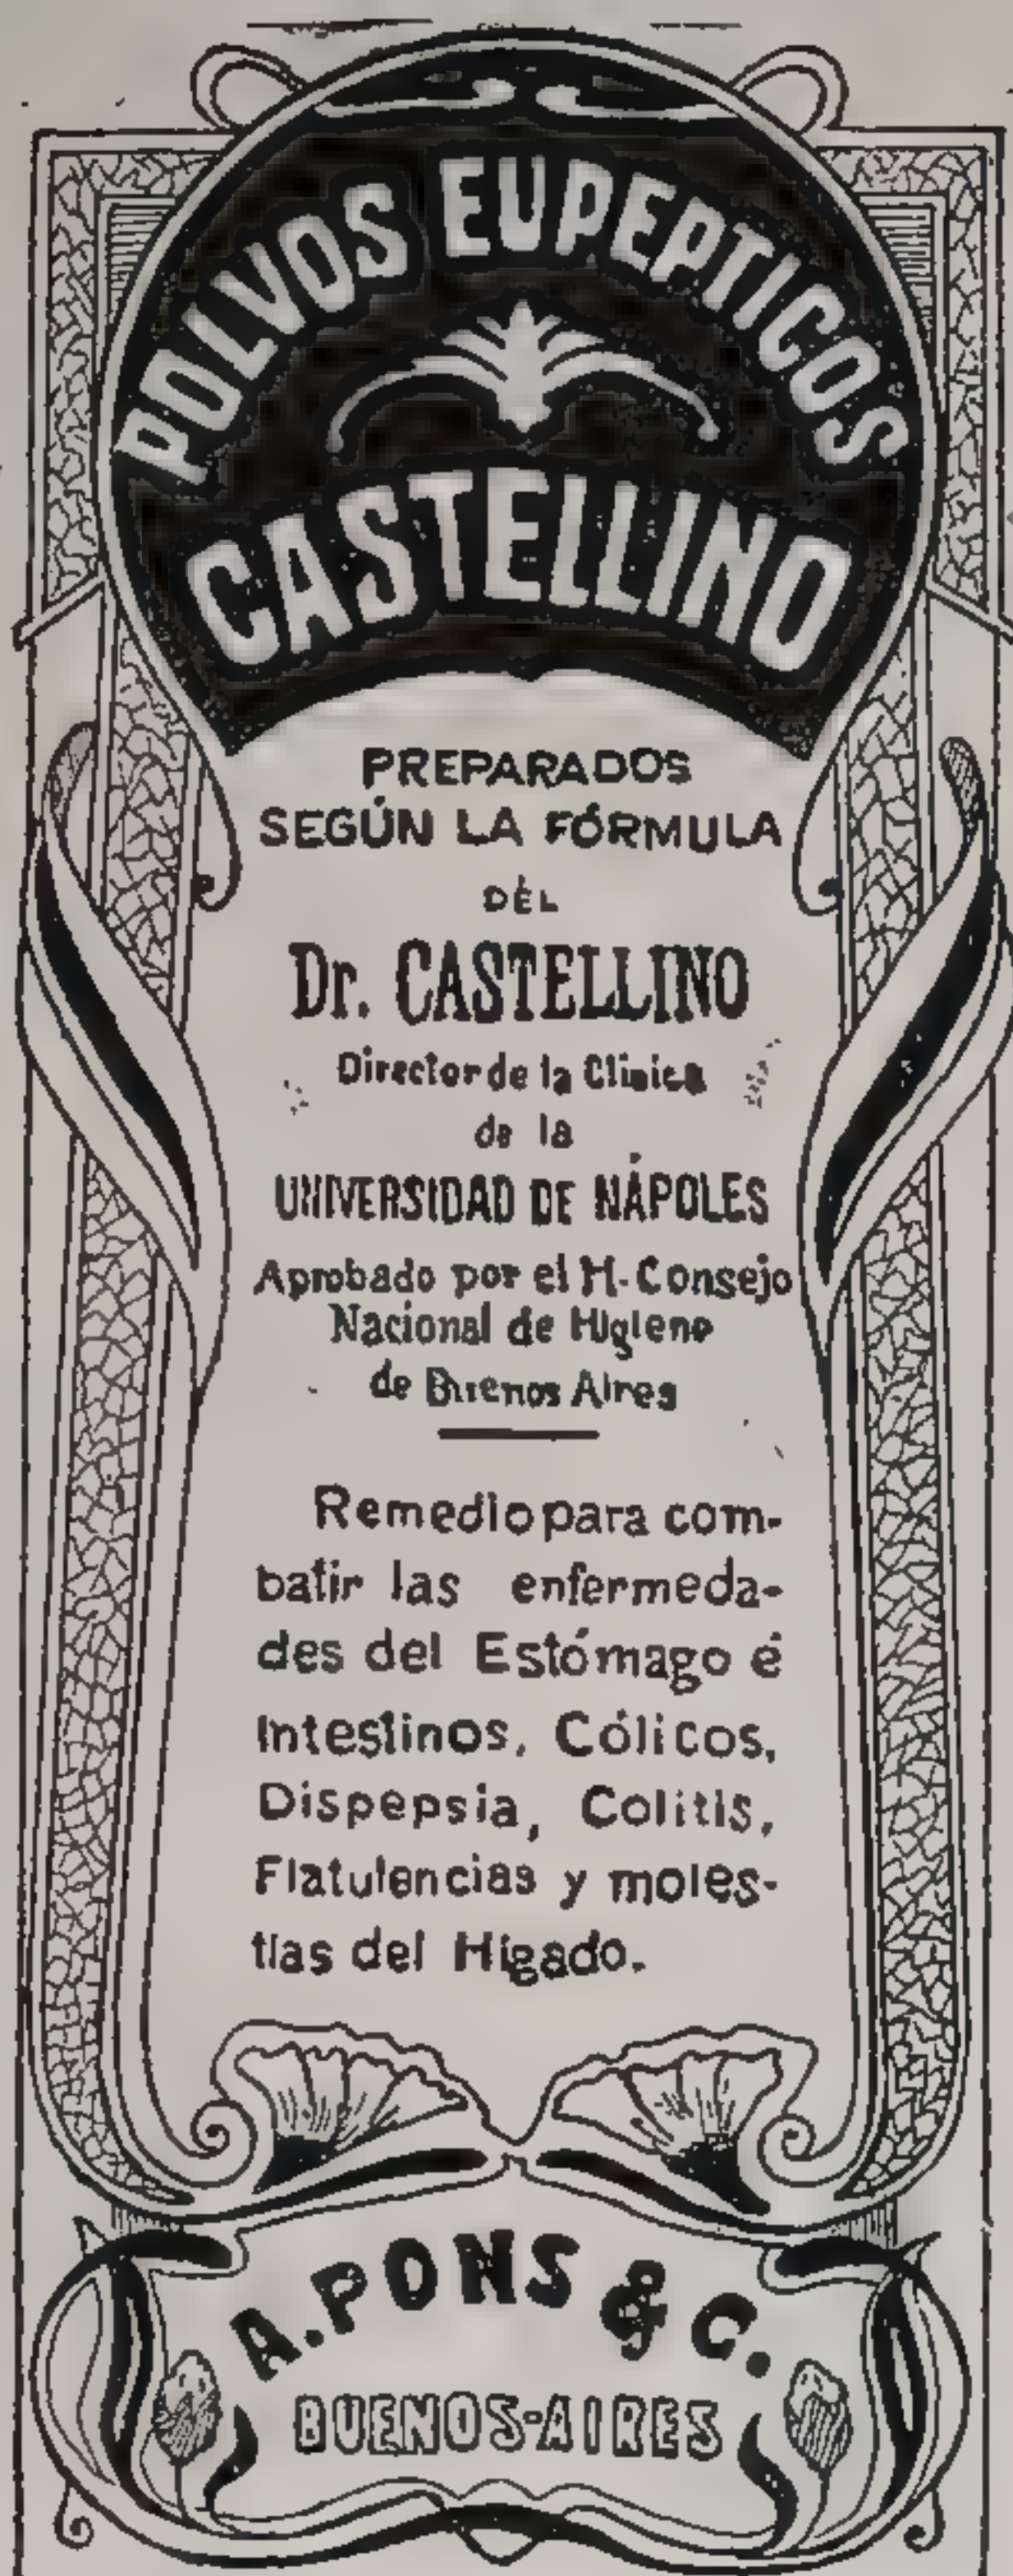 POLVOS EUPEPTICOS
CASTELLINO
PREPARADOS
SEGÚN LA FÓRMULA
DEL
Dr. CASTELLINO
Director de la Clinica
de la
UNIVERSIDAD DE NÁPOLES
Aprobado por el H. Consejo
Nacional de Higiene
de Buenos Aires
Remedio para com-
batir las enfermeda-
des del Estómago é
Intestinos, Cólicos,
Dispepsia, Colitis,
Flatulencias y moles-
tias del Higado.
A. PONS & C.
BUENOS-AIRES